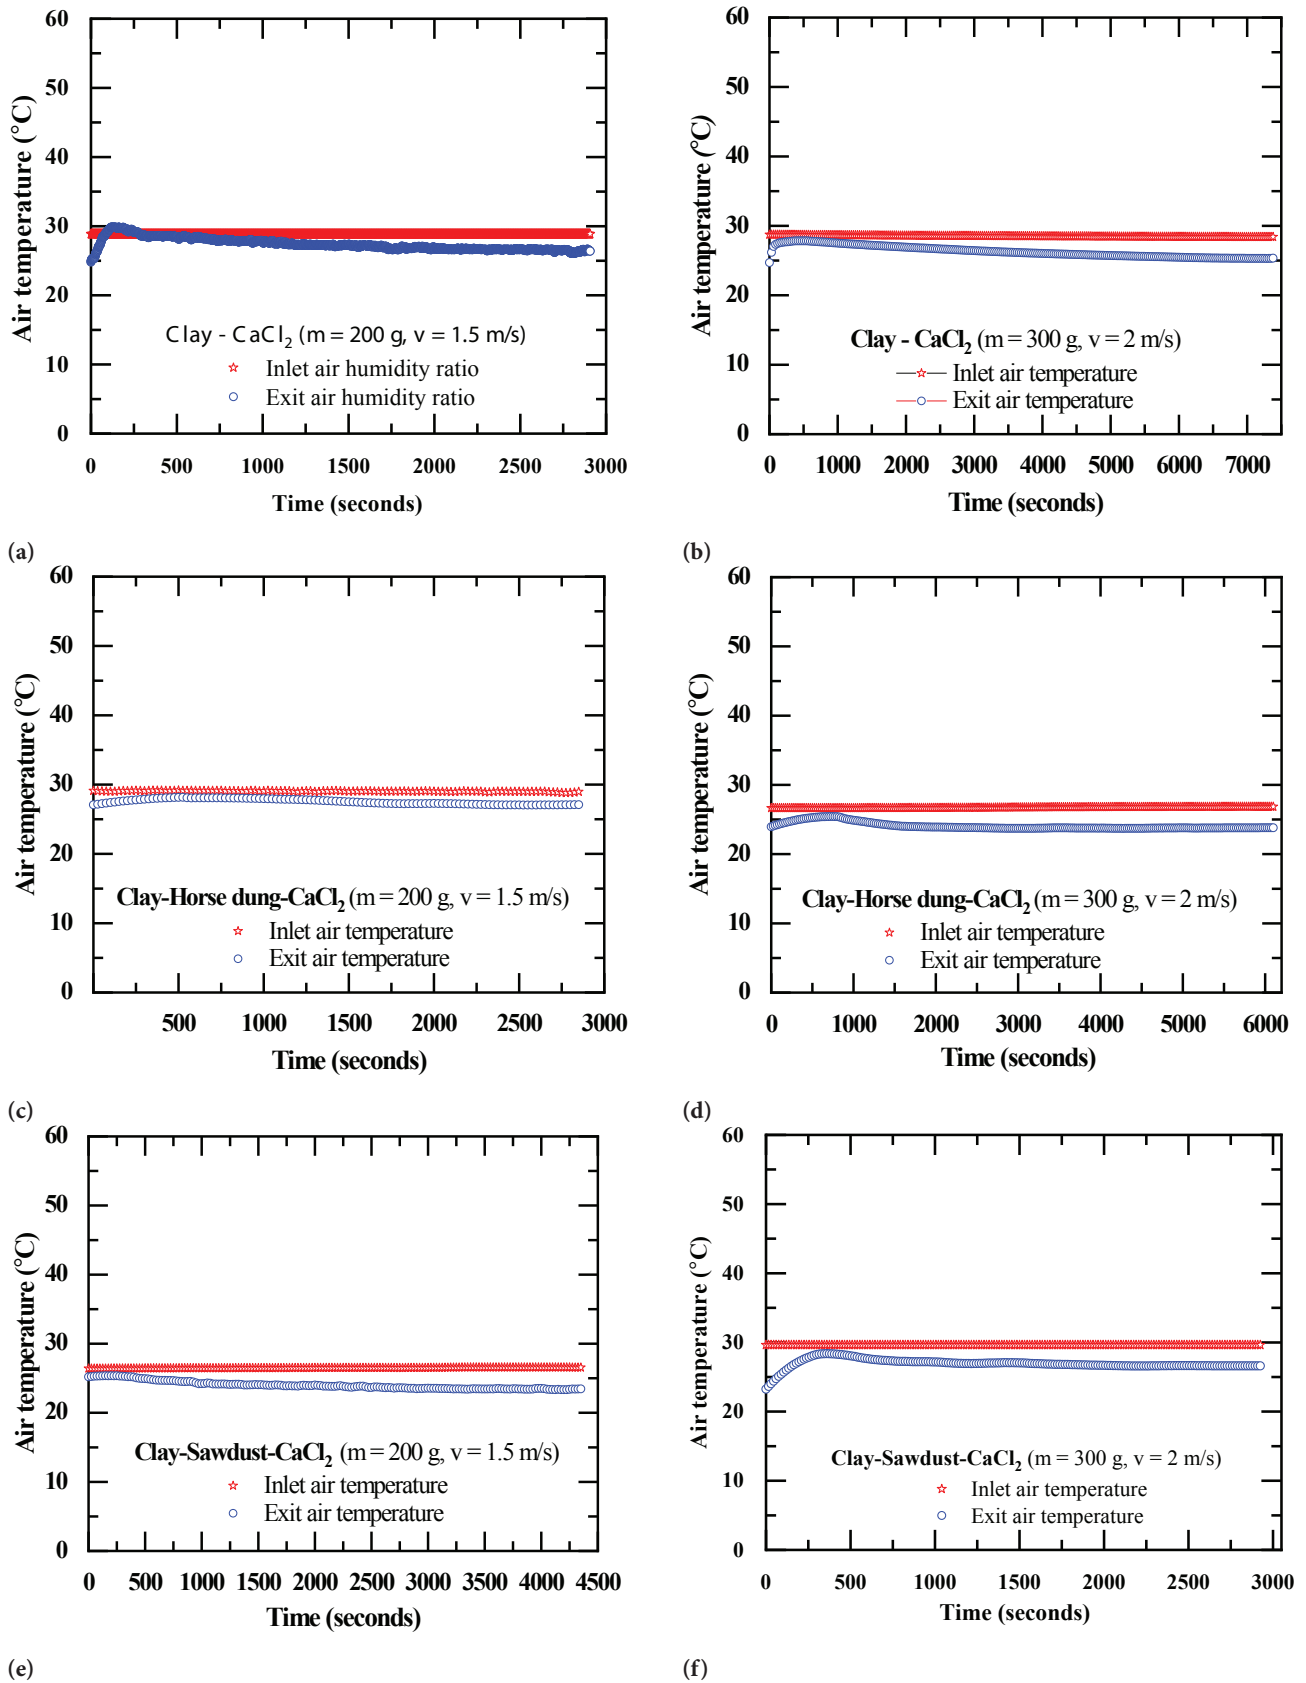 60
50
40
30
20
10
0
Air temperature (°C)
Clay - CaCl2 (m = 200 g, v = 1.5 m/s)
Inlet air humidity ratio
Exit air humidity ratio
0 500 1000 1500 2000 2500 3000
Time (seconds)
(a)
60
50
40
30
20
10
0
Air temperature (°C)
Clay - CaCl2 (m = 300 g, v = 2 m/s)
Inlet air temperature
Exit air temperature
0 1000 2000 3000 4000 5000 6000 7000
Time (seconds)
(b)
60
50
40
30
20
10
0
Air temperature (°C)
Clay-Horse dung-CaCl2 (m = 200 g, v = 1.5 m/s)
Inlet air temperature
Exit air temperature
500 1000 1500 2000 2500 3000
Time (seconds)
(c)
60
50
40
30
20
10
0
Air temperature (°C)
Clay-Horse dung-CaCl2 (m = 300 g, v = 2 m/s)
Inlet air temperature
Exit air temperature
0 1000 2000 3000 4000 5000 6000
Time (seconds)
(d)
60
50
40
30
20
10
0
Air temperature (°C)
Clay-Sawdust-CaCl2 (m = 200 g, v = 1.5 m/s)
Inlet air temperature
Exit air temperature
0 500 1000 1500 2000 2500 3000 3500 4000 4500
Time (seconds)
(e)
60
50
40
30
20
10
0
Air temperature (°C)
Clay-Sawdust-CaCl2 (m = 300 g, v = 2 m/s)
Inlet air temperature
Exit air temperature
0 500 1000 1500 2000 2500 3000
Time (seconds)
(f)